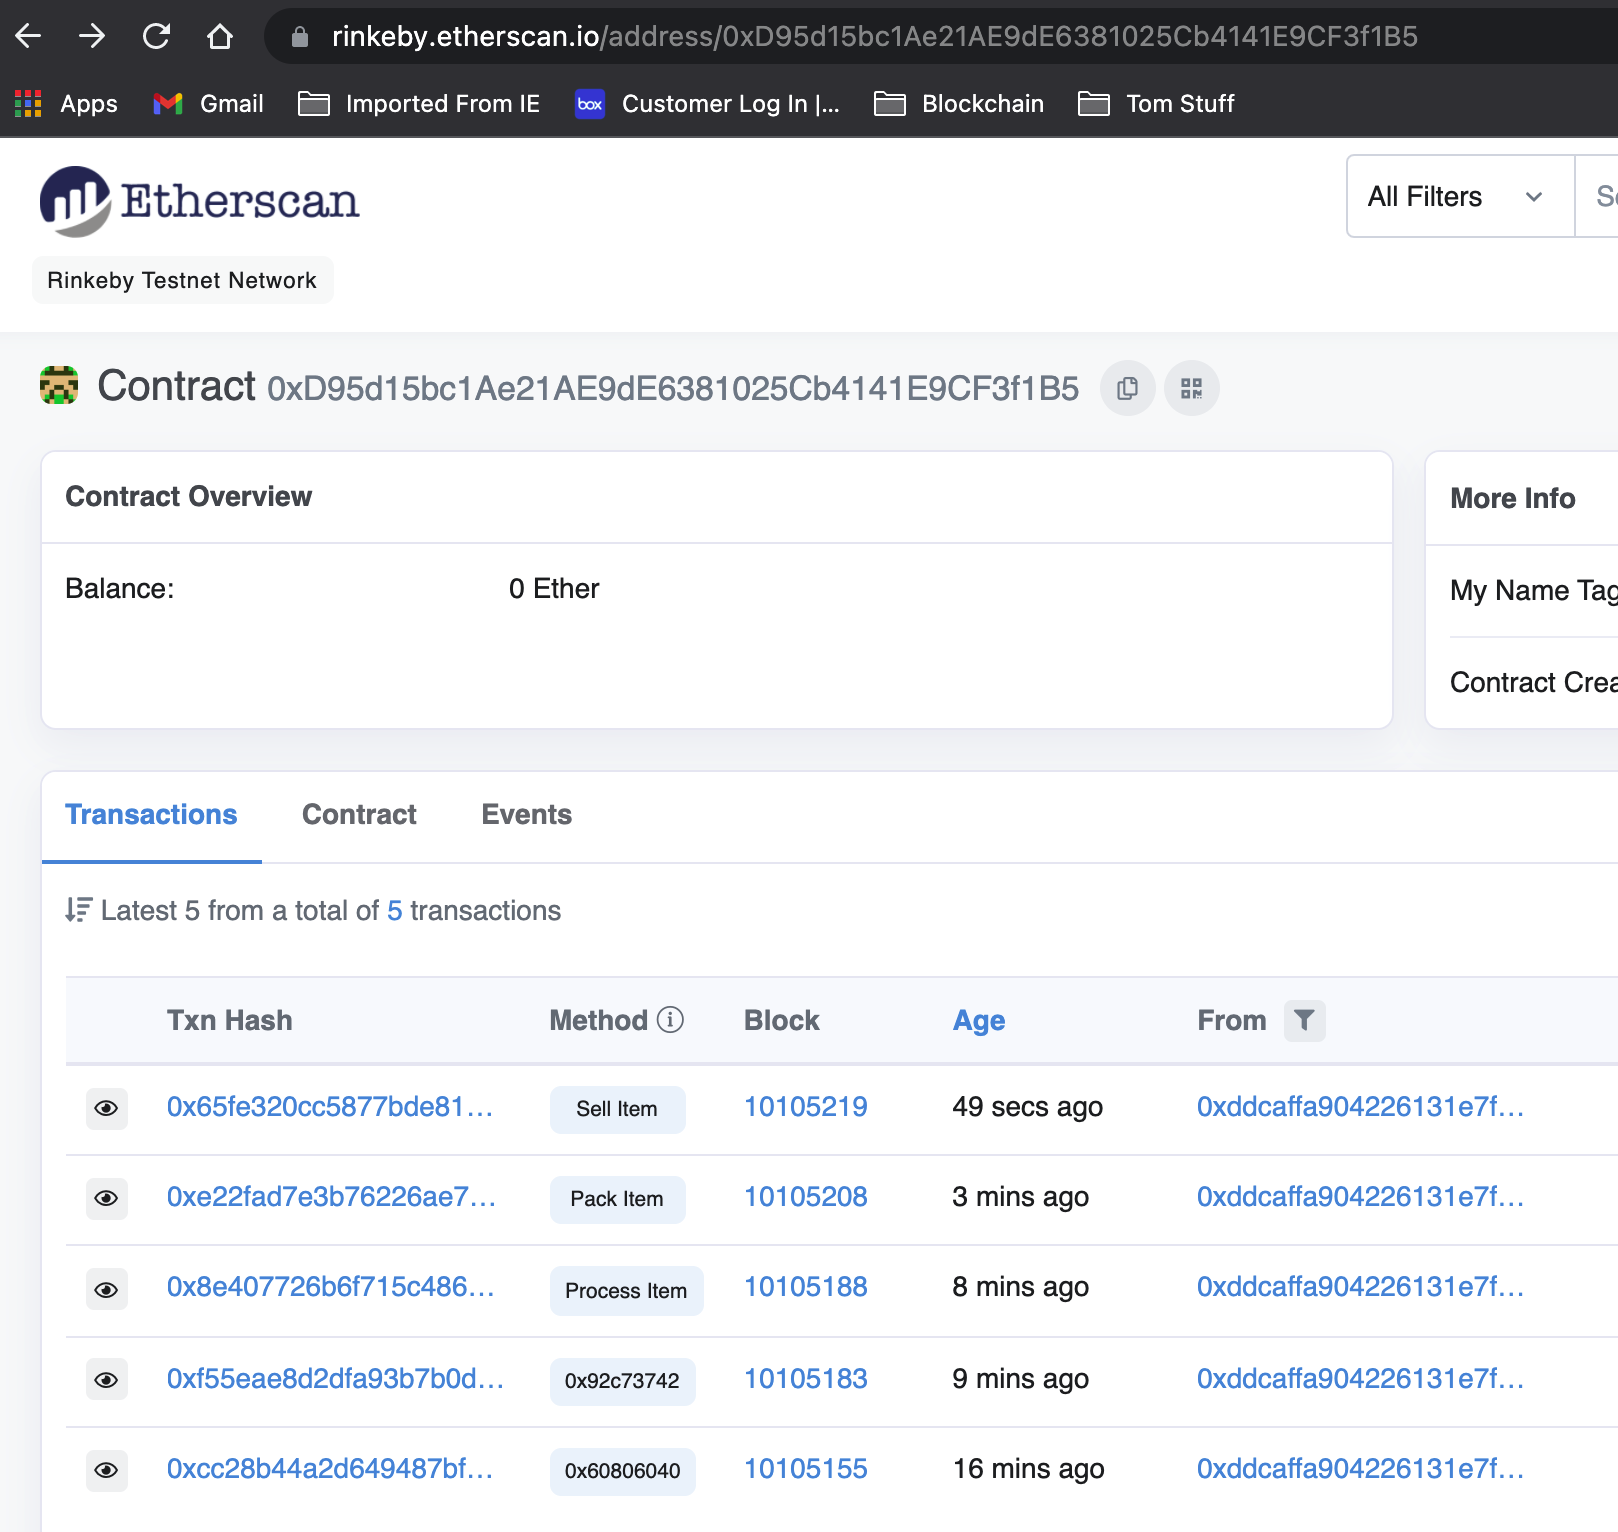 rinkeby.etherscan.io/address/0xD95d15bc1Ae21AE9dE6381025Cb4141E9CF3f1B5
Apps Gmail Imported From IE box Customer Log In |... Blockchain Tom Stuff
Etherscan
All Filters
Rinkeby Testnet Network
Contract 0xD95d15bc1Ae21AE9dE6381025Cb4141E9CF3f1B5
Contract Overview
More Info
Balance: 0 Ether
My Name Tag
Contract Crea
Transactions Contract Events
Latest 5 from a total of 5 transactions
Txn Hash Method Block Age From
0x65fe320cc5877bde81... Sell Item 10105219 49 secs ago 0xddcaffa904226131e7f...
0xe22fad7e3b76226ae7... Pack Item 10105208 3 mins ago 0xddcaffa904226131e7f...
0x8e407726b6f715c486... Process Item 10105188 8 mins ago 0xddcaffa904226131e7f...
0xf55eae8d2dfa93b7b0d... 0x92c73742 10105183 9 mins ago 0xddcaffa904226131e7f...
0xcc28b44a2d649487bf... 0x60806040 10105155 16 mins ago 0xddcaffa904226131e7f...